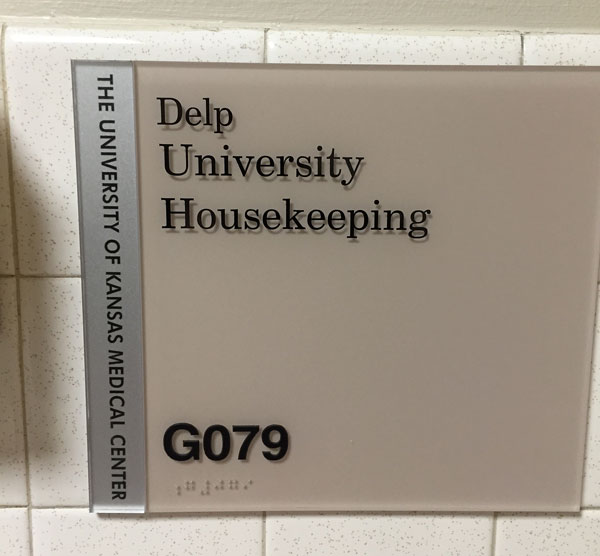 THE UNIVERSITY OF KANSAS MEDICAL CENTER
Delp
University
Housekeeping
G079